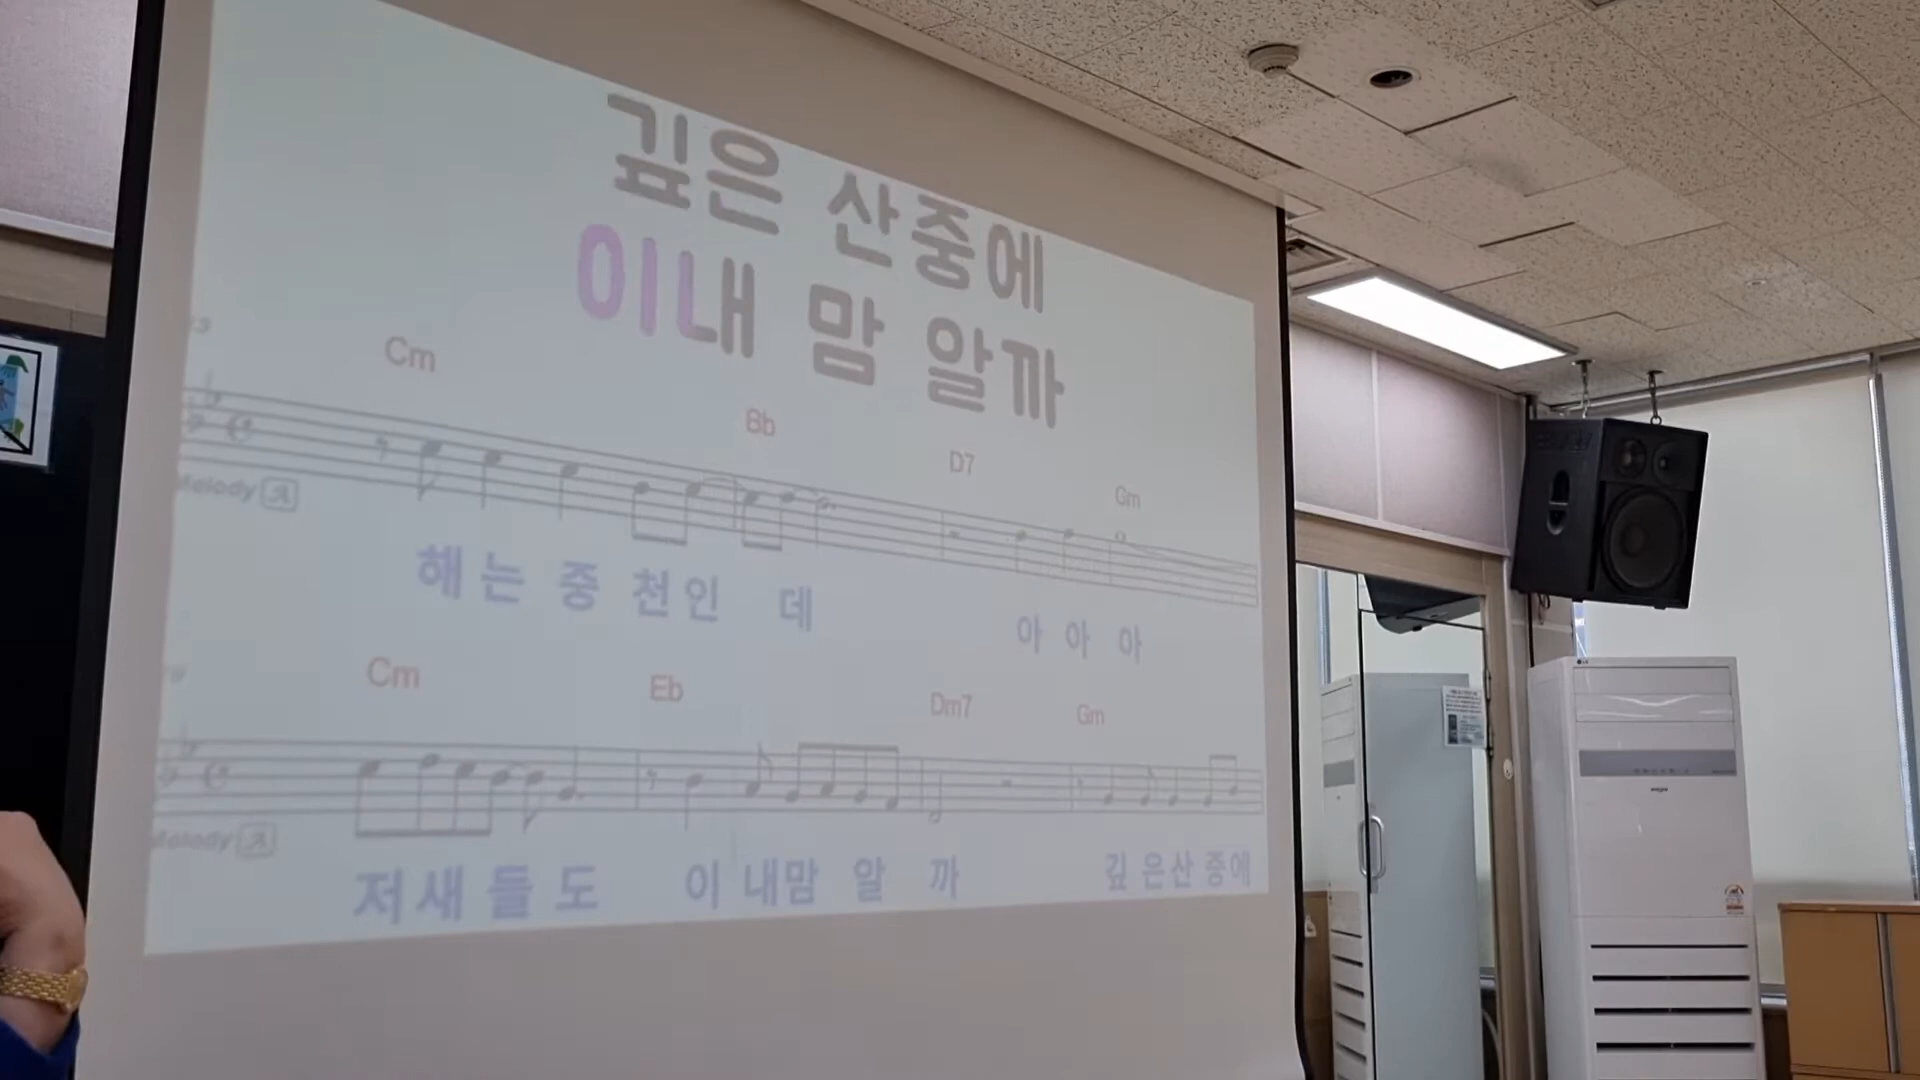 깊은 산중에
이내 맘 알까
Cm Bb D7 Gm
Melody
해 는 중 천인 데 아 아 아
Cm Eb Dm7 Gm
Melody
저 새 들 도 이 내맘 알 까 깊 은산 중에